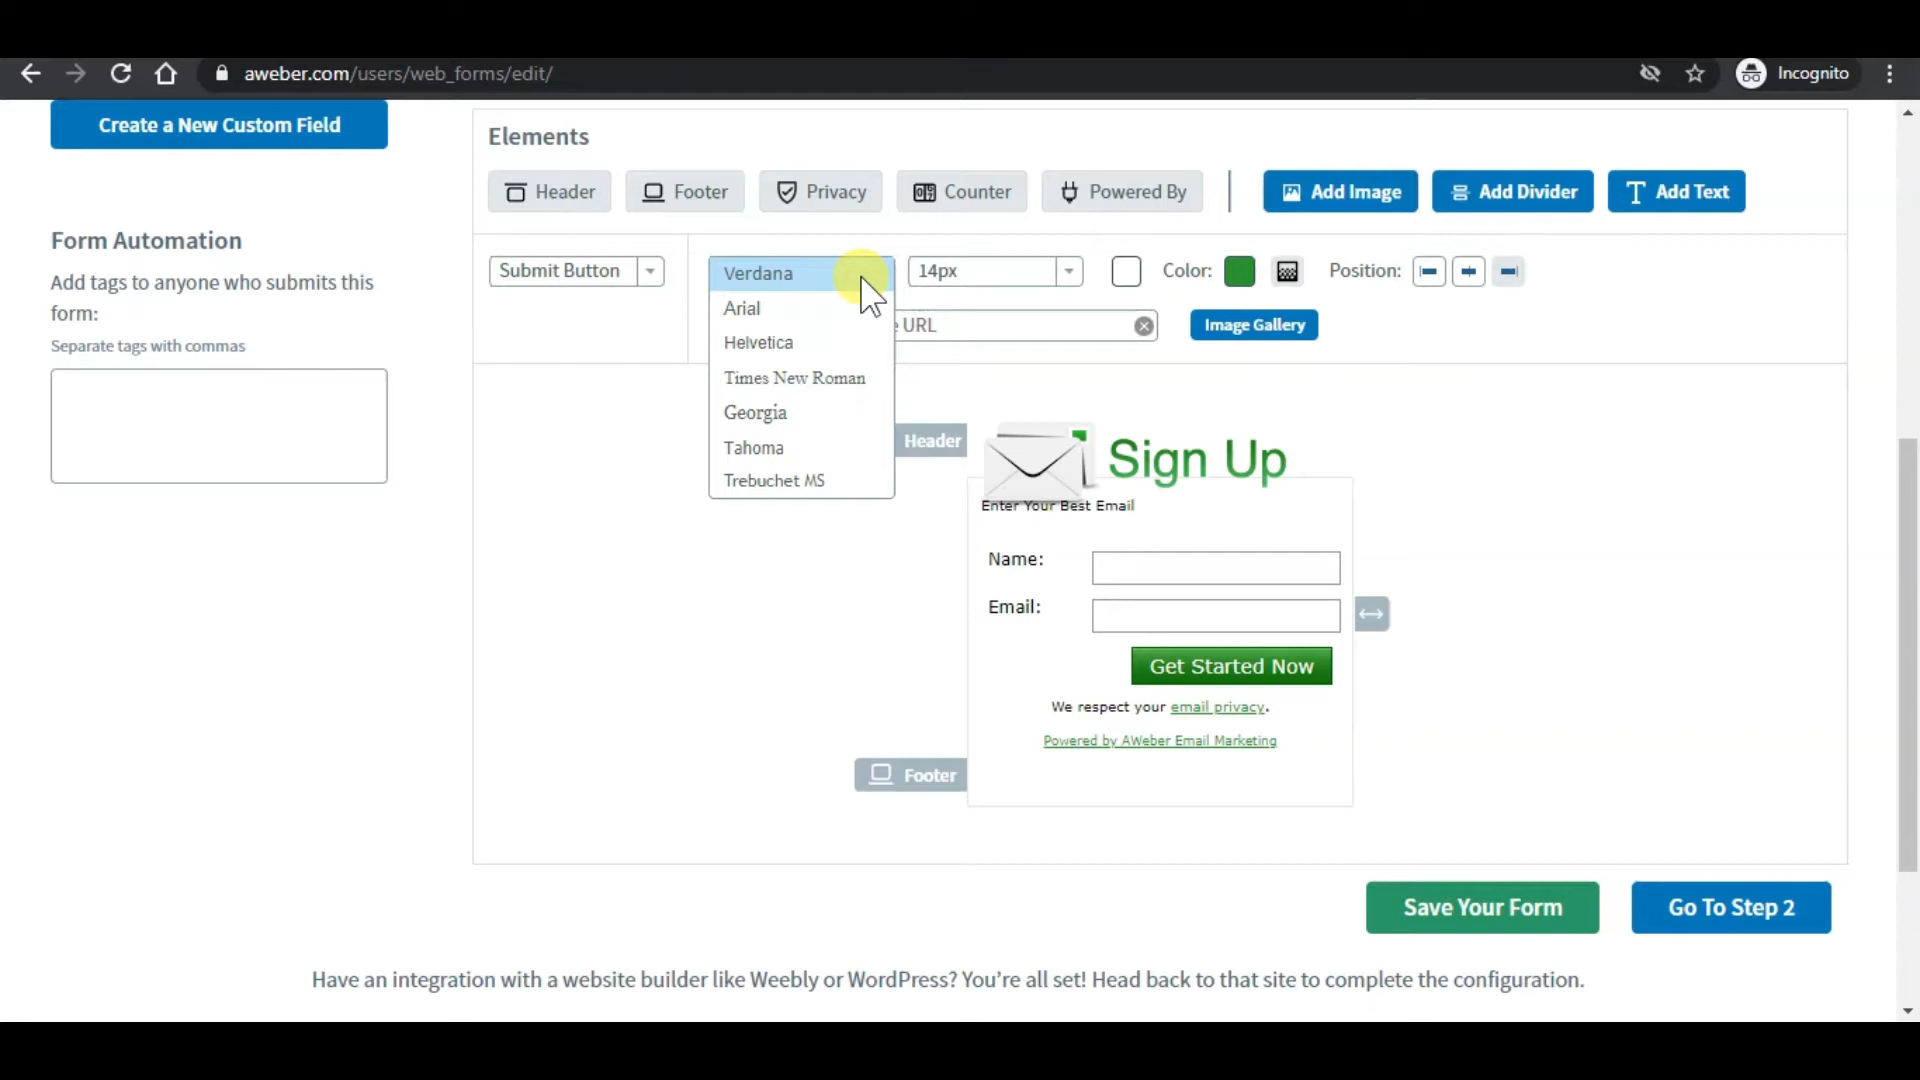 aweber.com/users/web_forms/edit/
Incognito
Create a New Custom Field
Elements
Header
Footer
Privacy
Counter
Powered By
Add Image
Add Divider
Add Text
Form Automation
Add tags to anyone who submits this
form:
Separate tags with commas
Submit Button
Verdana
Arial
Helvetica
Times New Roman
Georgia
Tahoma
Trebuchet MS
14px
Color:
Position:
URL
Image Gallery
Header
Sign Up
Enter Your Best Email
Name:
Email:
Get Started Now
We respect your email privacy.
Powered by AWeber Email Marketing
Footer
Save Your Form
Go To Step 2
Have an integration with a website builder like Weebly or WordPress? You're all set! Head back to that site to complete the configuration.